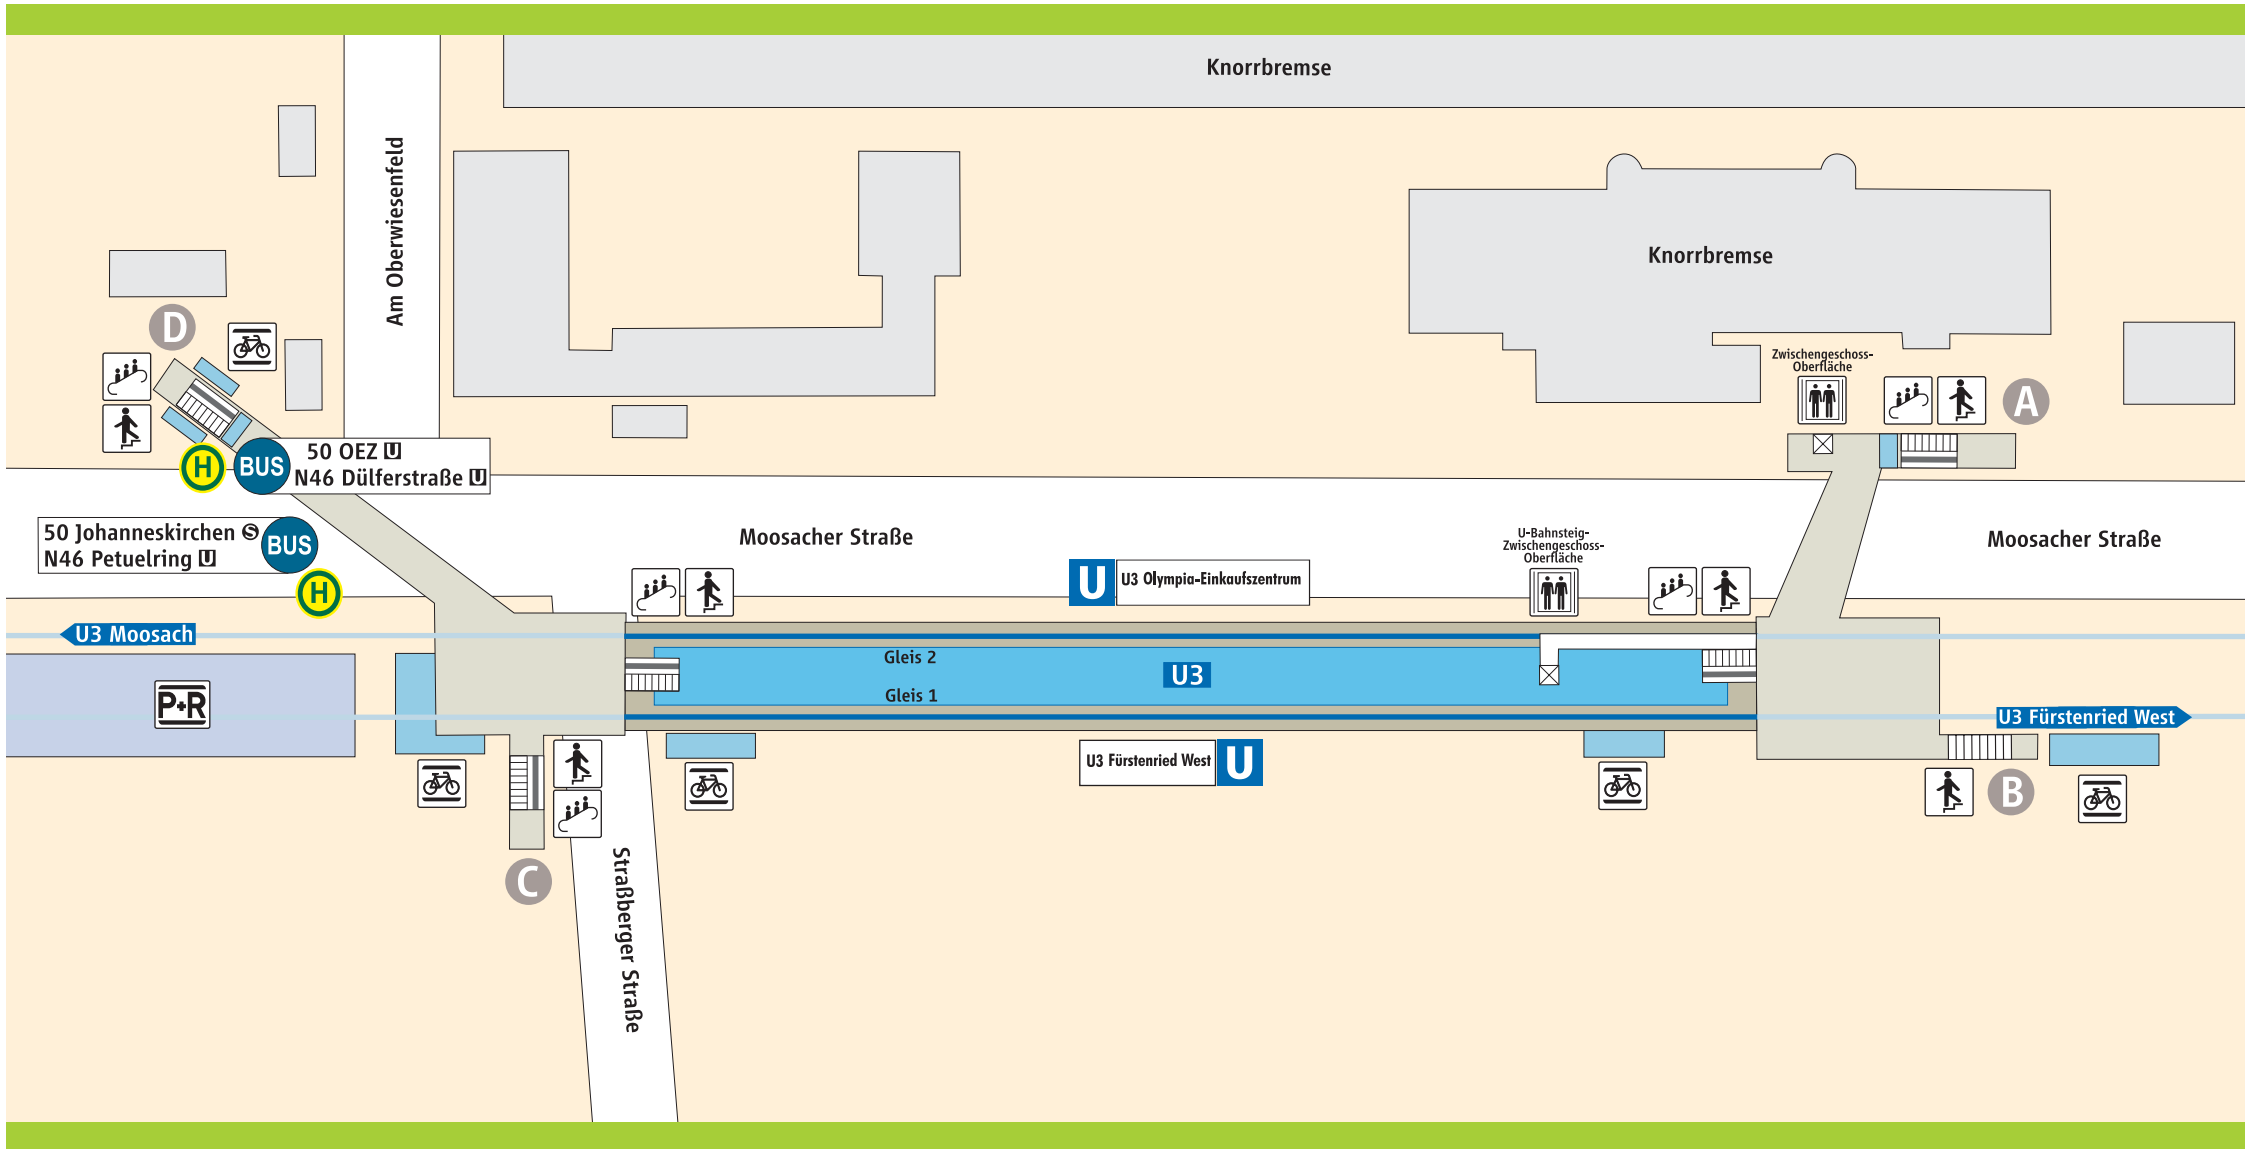 Knorrbremse
Am Oberwiesenfeld
Knorrbremse
D
Zwischengeschoss-
Oberfläche
A
H
BUS
50 OEZ U
N46 Dülferstraße U
50 Johanneskirchen S
N46 Petuelring U
BUS
H
Moosacher Straße
U-Bahnsteig-
Zwischengeschoss-
Oberfläche
Moosacher Straße
U
U3 Olympia-Einkaufszentrum
U3 Moosach
Gleis 2
U3
Gleis 1
P+R
U3 Fürstenried West
U3 Fürstenried West
U
B
C
Straßberger Straße